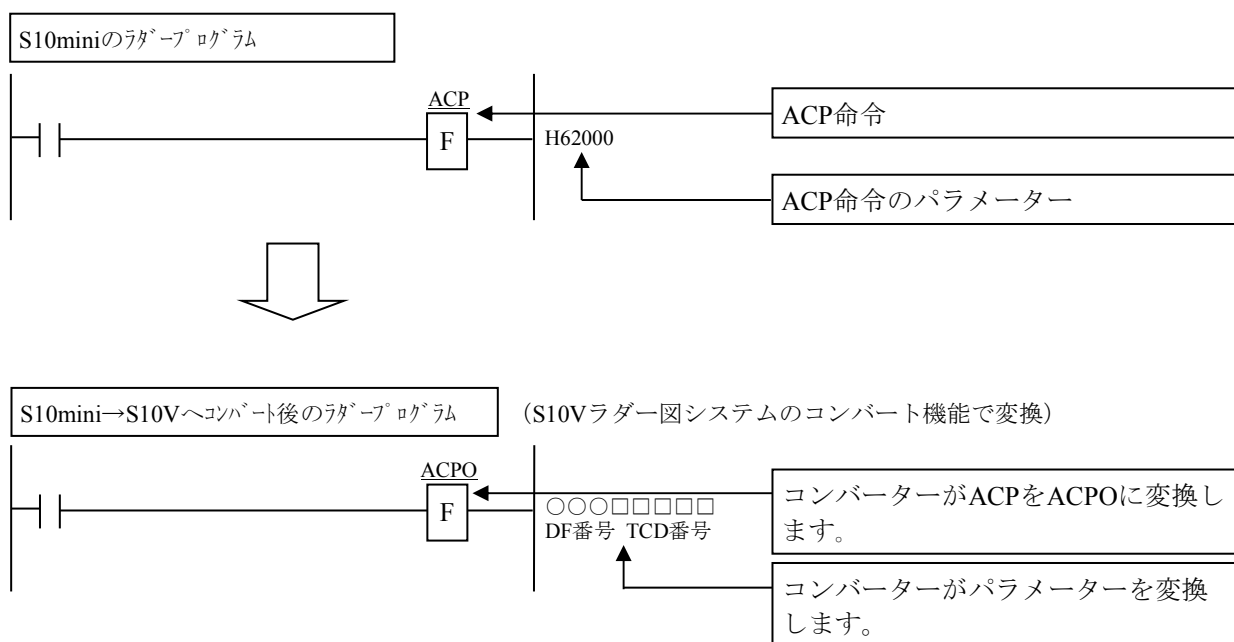 S10miniのﾗﾀﾞｰﾌﾟﾛｸﾞﾗﾑ
ACP
F
H62000
ACP命令
ACP命令のパラメーター
S10mini→S10Vへｺﾝﾊﾞｰﾄ後のﾗﾀﾞｰﾌﾟﾛｸﾞﾗﾑ
（S10Vラダー図システムのコンバート機能で変換）
ACPO
F
○○○□□□□□
DF番号 TCD番号
コンバーターがACPをACPOに変換し
ます。
コンバーターがパラメーターを変換
します。